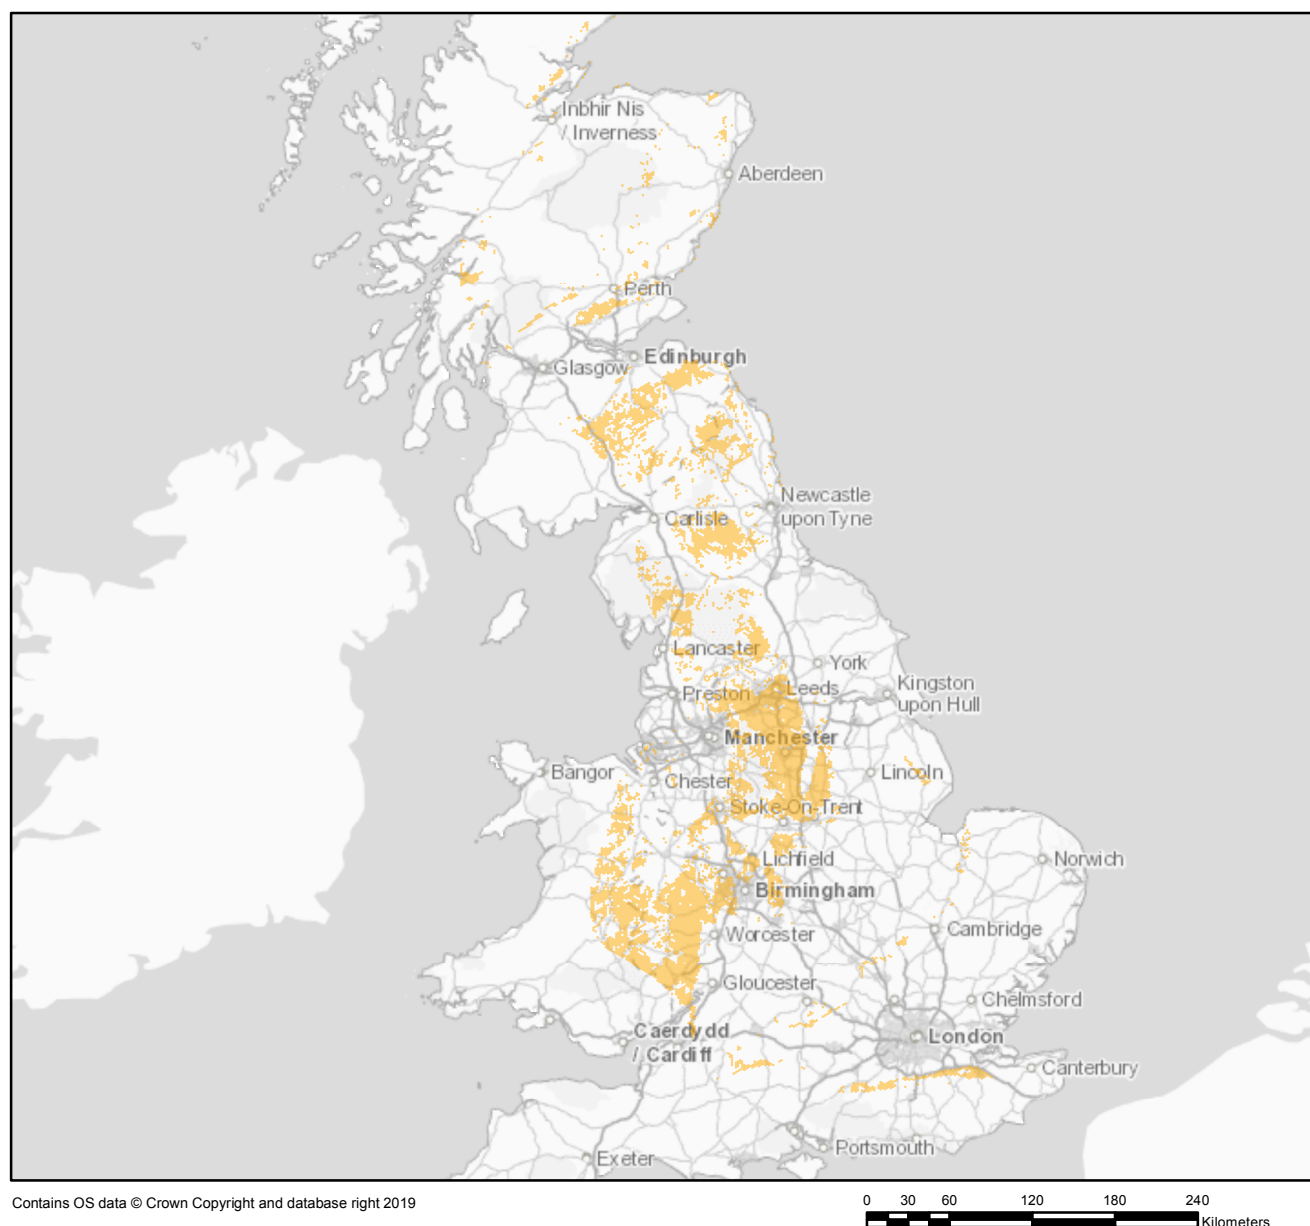 Inbhir Nis
/ Inverness
Aberdeen
Perth
Edinburgh
Glasgow
Newcastle
upon Tyne
Carlisle
Lancaster
York
Preston
Leeds
Kingston
upon Hull
Manchester
Bangor
Chester
Lincoln
Stoke-On-Trent
Lichfield
Norwich
Birmingham
Worcester
Cambridge
Gloucester
Chelmsford
Caerdydd
/ Cardiff
London
Canterbury
Portsmouth
Exeter
Contains OS data © Crown Copyright and database right 2019
0 30 60 120 180 240
Kilometers